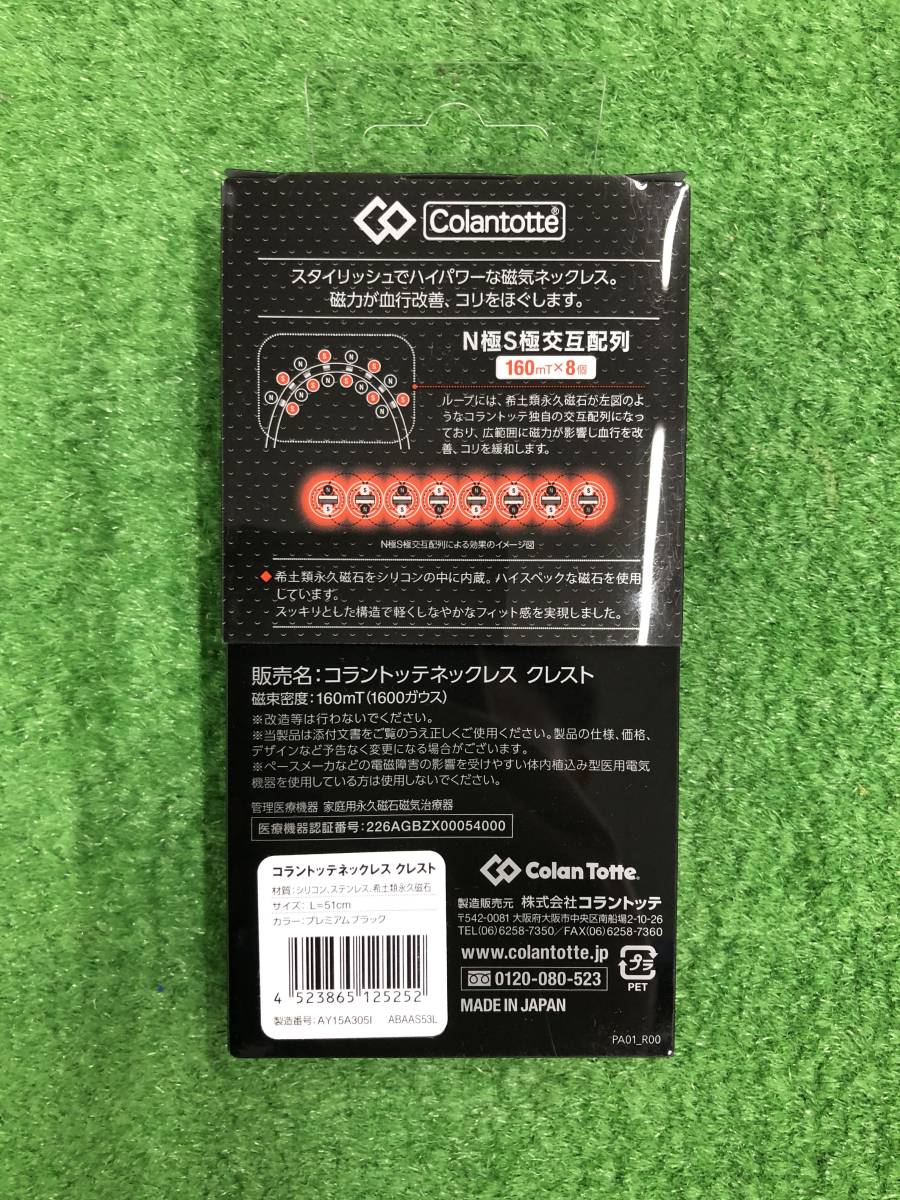 Colantotte®
スタイリッシュでハイパワーな磁気ネックレス。
磁力が血行改善、コリをほぐします。
N極S極交互配列
160mT×8個
ループには、希土類永久磁石が左図のよ
うなコラントッテ独自の交互配列になっ
ており、広範囲に磁力が影響し血行を改
善、コリを緩和します。
N極S極交互配列による効果のイメージ図
◆希土類永久磁石をシリコンの中に内蔵。ハイスペックな磁石を使用
しています。
スッキリとした構造で軽くしなやかなフィット感を実現しました。
販売名：コラントッテネックレス クレスト
磁束密度：160mT（1600ガウス）
※改造等は行わないでください。
※当製品は添付文書をご覧のうえ正しくご使用ください。製品の仕様、価格、
デザインなど予告なく変更になる場合がございます。
※ペースメーカなどの電磁障害の影響を受けやすい体内植込み型医用電気
機器を使用している方は使用しないでください。
管理医療機器 家庭用永久磁石磁気治療器
医療機器認証番号：226AGBZX00054000
コラントッテネックレス クレスト
材質：シリコン、ステンレス、希土類永久磁石
サイズ： L=51cm
カラー：プレミアムブラック
4 523865 125252
製造番号：AY15A305I ABAAS53L
Colan Totte.
製造販売元 株式会社コラントッテ
〒542-0081 大阪府大阪市中央区南船場2-10-26
TEL(06)6258-7350／FAX(06)6258-7360
www.colantotte.jp
0120-080-523
MADE IN JAPAN
プラ
PET
PA01_R00